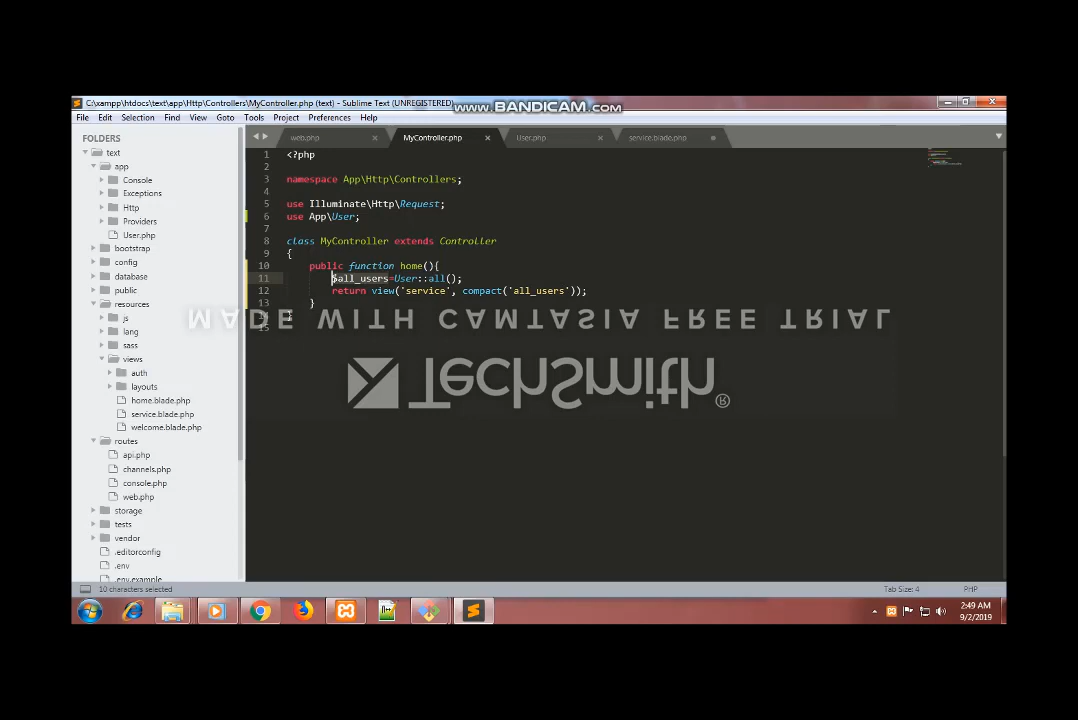 C:\xampp\htdocs\text\app\Http\Controllers\MyController.php (text) - Sublime Text (UNREGISTERED)
www.BANDICAM.com
File Edit Selection Find View Goto Tools Project Preferences Help
FOLDERS
text
app
Console
Exceptions
Http
Providers
User.php
bootstrap
config
database
public
resources
js
lang
sass
views
auth
layouts
home.blade.php
service.blade.php
welcome.blade.php
routes
api.php
channels.php
console.php
web.php
storage
tests
vendor
.editorconfig
.env
.env.example
web.php MyController.php User.php service.blade.php
1 <?php
2
3 namespace App\Http\Controllers;
4
5 use Illuminate\Http\Request;
6 use App\User;
7
8 class MyController extends Controller
9 {
10 public function home(){
11 $all_users=User::all();
12 return view('service', compact('all_users'));
13 }
14 }
15
MADE WITH CAMTASIA FREE TRIAL
TechSmith®
10 characters selected
Tab Size: 4 PHP
2:49 AM
9/2/2019